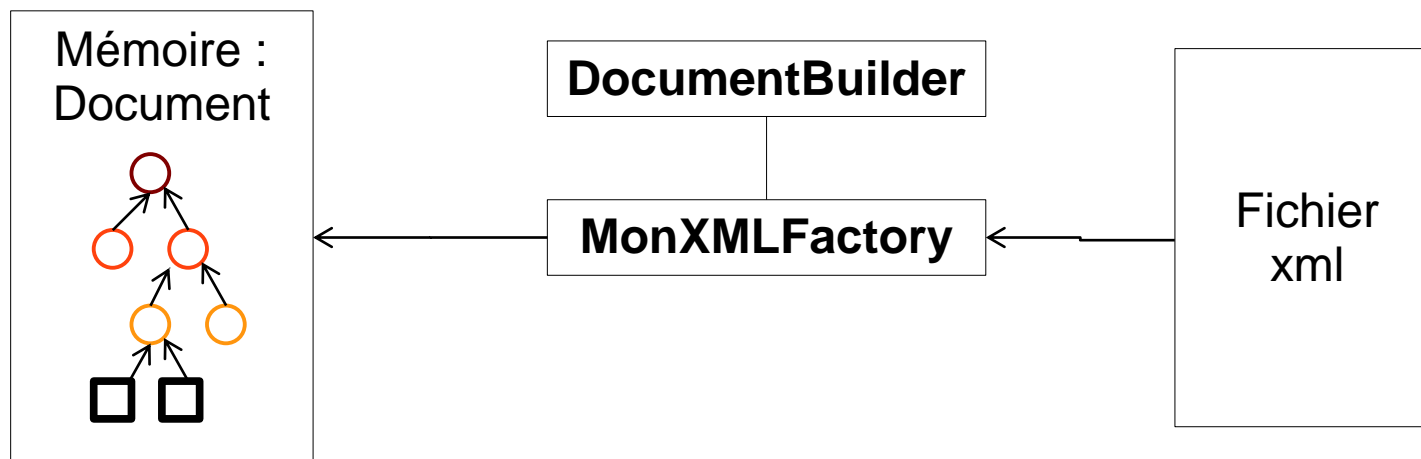 Mémoire :
Document
DocumentBuilder
MonXMLFactory
Fichier
xml